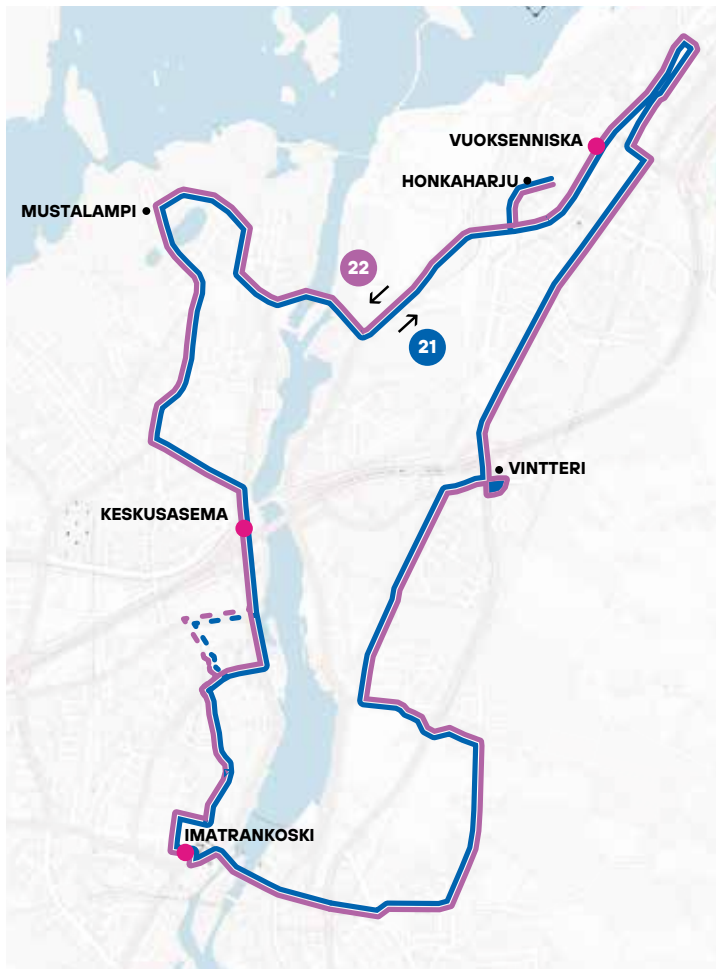 VUOKSENNISKA
HONKAHARJU
MUSTALAMPI
22
21
VINTTERI
KESKUSASEMA
IMATRANKOSKI